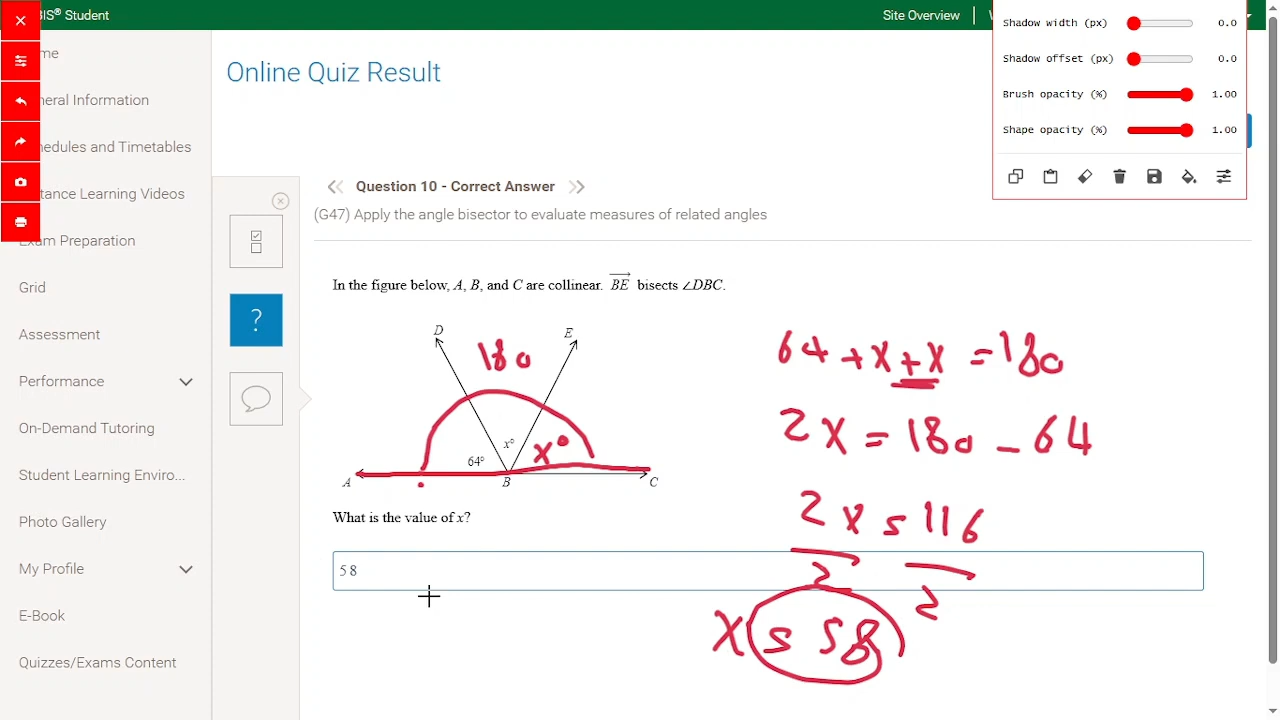 BIS® Student
Site Overview
Shadow width (px) 0.0
Shadow offset (px) 0.0
Brush opacity (%) 1.00
Shape opacity (%) 1.00
me
neral Information
hedules and Timetables
stance Learning Videos
Exam Preparation
Grid
Assessment
Performance
On-Demand Tutoring
Student Learning Enviro...
Photo Gallery
My Profile
E-Book
Quizzes/Exams Content
Online Quiz Result
?
Question 10 - Correct Answer
(G47) Apply the angle bisector to evaluate measures of related angles
In the figure below, A, B, and C are collinear. BE bisects ∠DBC.
D
E
180
x°
x°
64°
A
B
C
What is the value of x?
58
64 + x + x = 180
2x = 180 - 64
2x = 116
2 2
x = 58